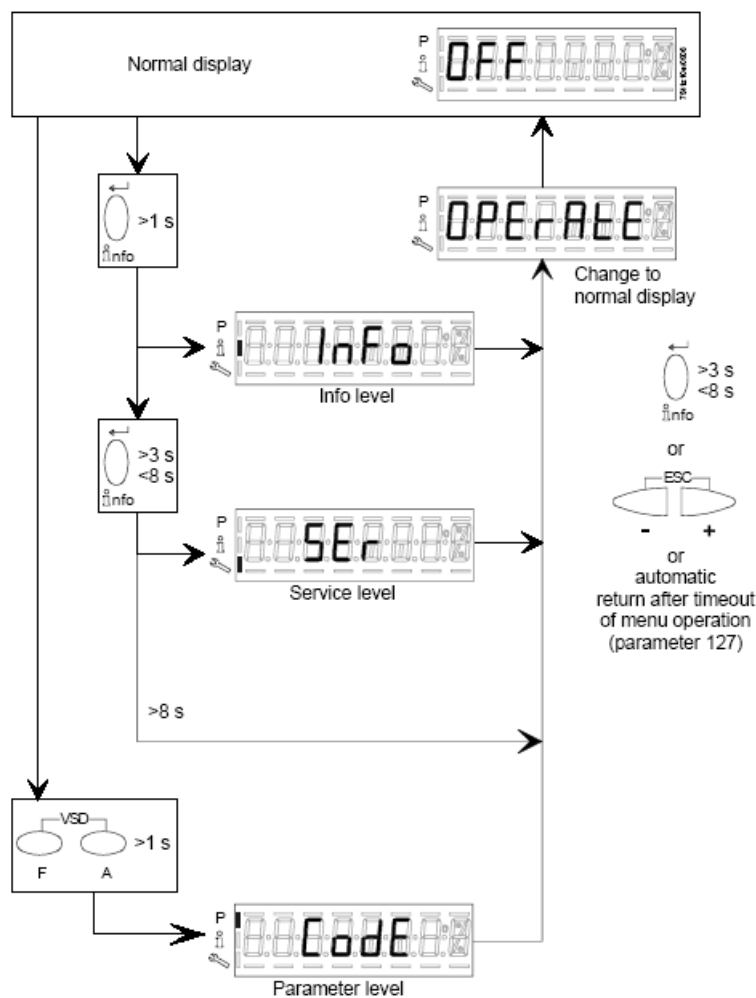 Normal display
P
OFF
P
OPErAtE
>1 s
info
Change to
normal display
P
InFo
Info level
>3 s
<8 s
info
>3 s
<8 s
info
or
ESC
- +
or
automatic
return after timeout
of menu operation
(parameter 127)
P
SEr
Service level
>8 s
VSD
>1 s
F A
P
CodE
Parameter level